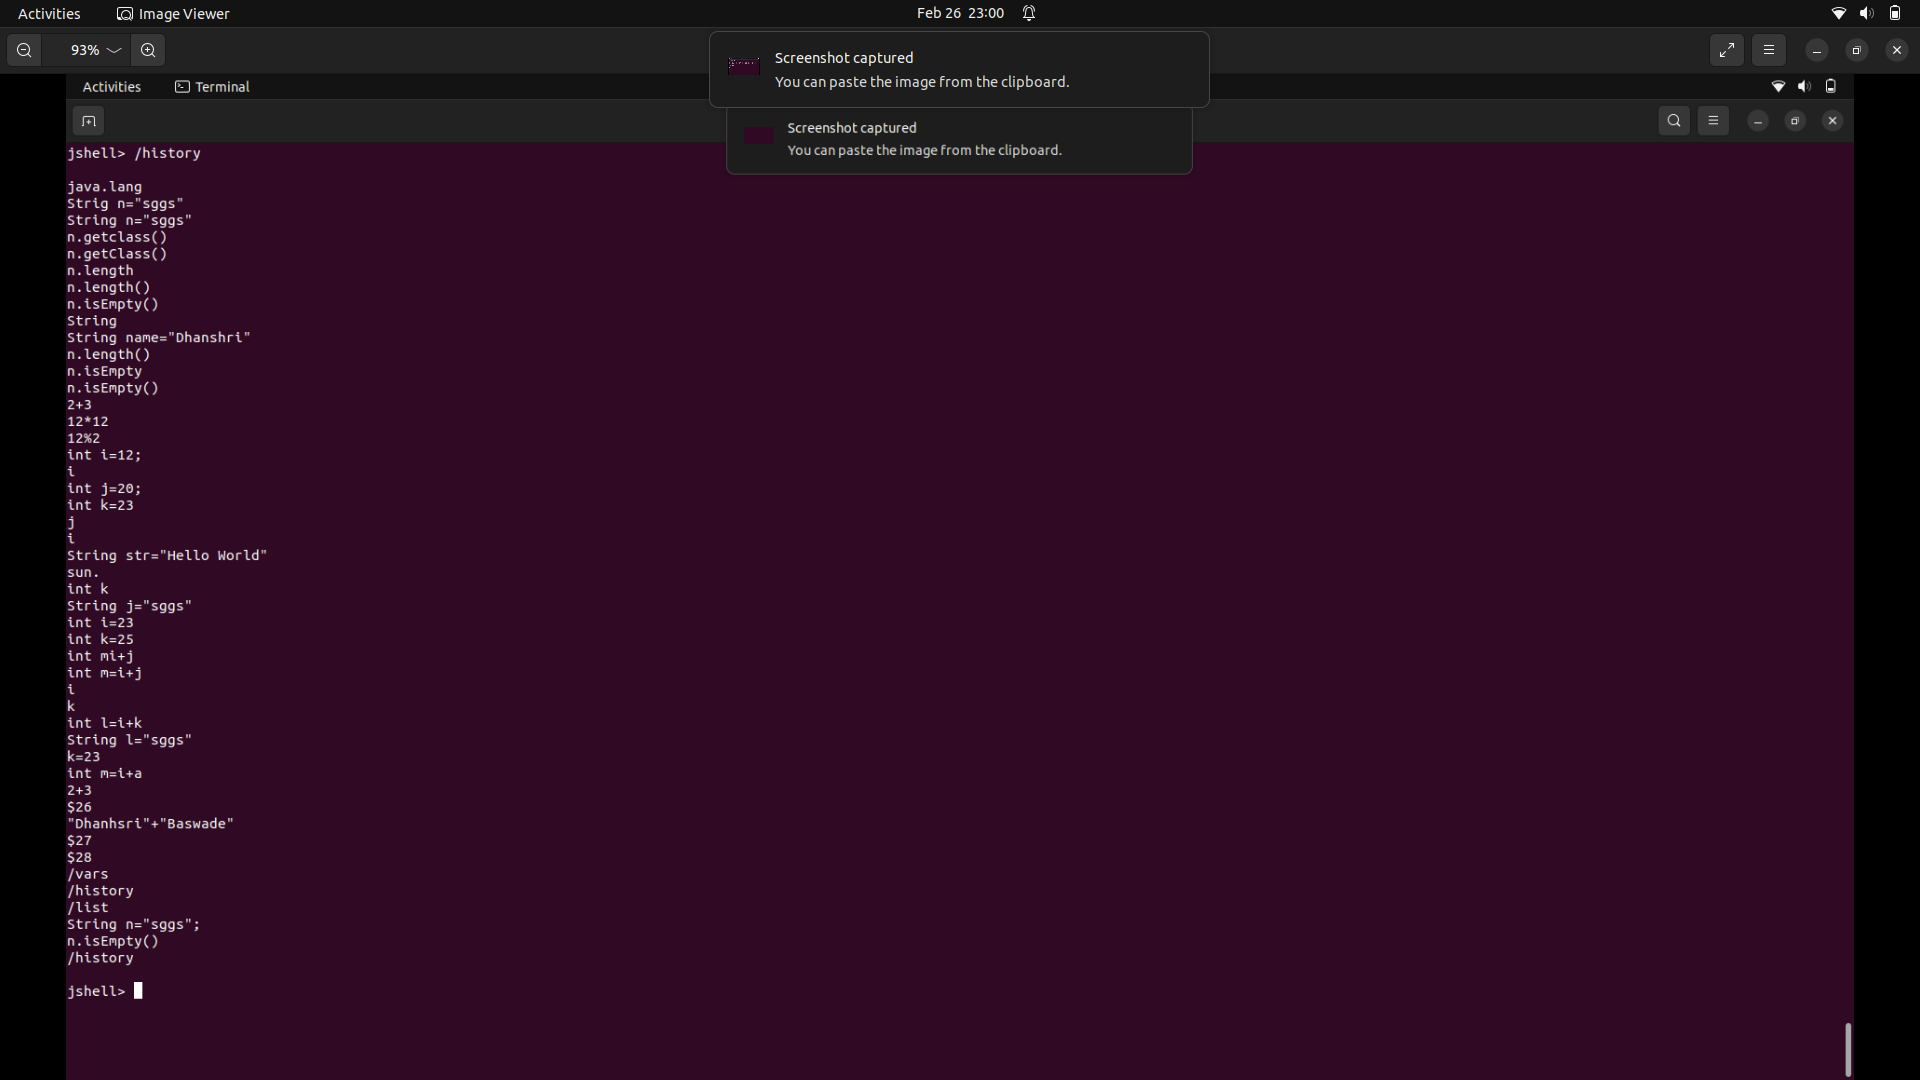 Activities Image Viewer Feb 26 23:00
93%
Screenshot captured
You can paste the image from the clipboard.
Activities Terminal
Screenshot captured
You can paste the image from the clipboard.
jshell> /history
java.lang
Strig n="sggs"
String n="sggs"
n.getclass()
n.getClass()
n.length
n.length()
n.isEmpty()
String
String name="Dhanshri"
n.length()
n.isEmpty
n.isEmpty()
2+3
12*12
12%2
int i=12;
i
int j=20;
int k=23
j
i
String str="Hello World"
sun.
int k
String j="sggs"
int i=23
int k=25
int mi+j
int m=i+j
i
k
int l=i+k
String l="sggs"
k=23
int m=i+a
2+3
$26
"Dhanhsri"+"Baswade"
$27
$28
/vars
/history
/list
String n="sggs";
n.isEmpty()
/history
jshell>